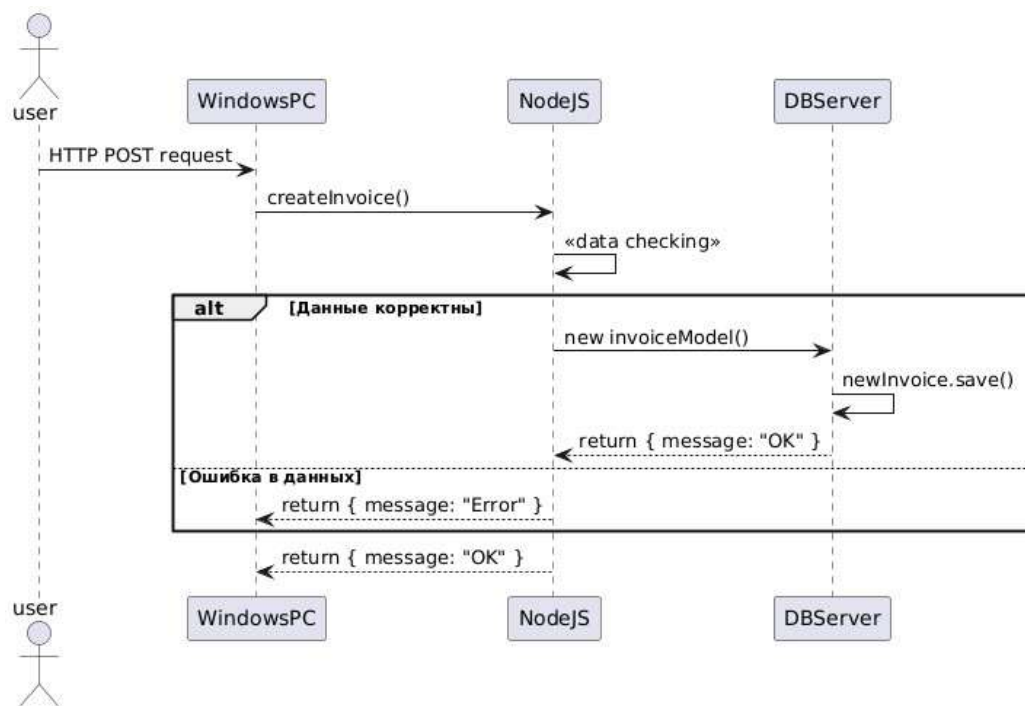 user
WindowsPC
NodeJS
DBServer
HTTP POST request
createInvoice()
«data checking»
alt
[Данные корректны]
new invoiceModel()
newInvoice.save()
return { message: "OK" }
[Ошибка в данных]
return { message: "Error" }
return { message: "OK" }
user
WindowsPC
NodeJS
DBServer